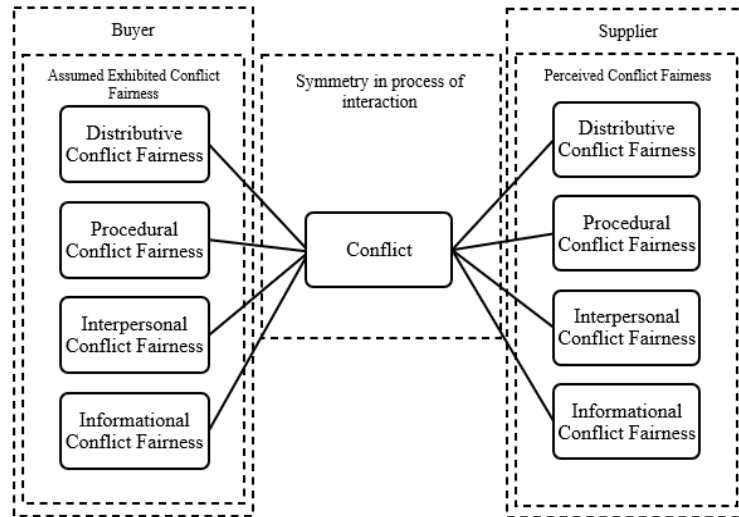 Buyer
Assumed Exhibited Conflict
Fairness
Distributive
Conflict Fairness
Procedural
Conflict Fairness
Interpersonal
Conflict Fairness
Informational
Conflict Fairness
Symmetry in process of
interaction
Conflict
Supplier
Perceived Conflict Fairness
Distributive
Conflict Fairness
Procedural
Conflict Fairness
Interpersonal
Conflict Fairness
Informational
Conflict Fairness